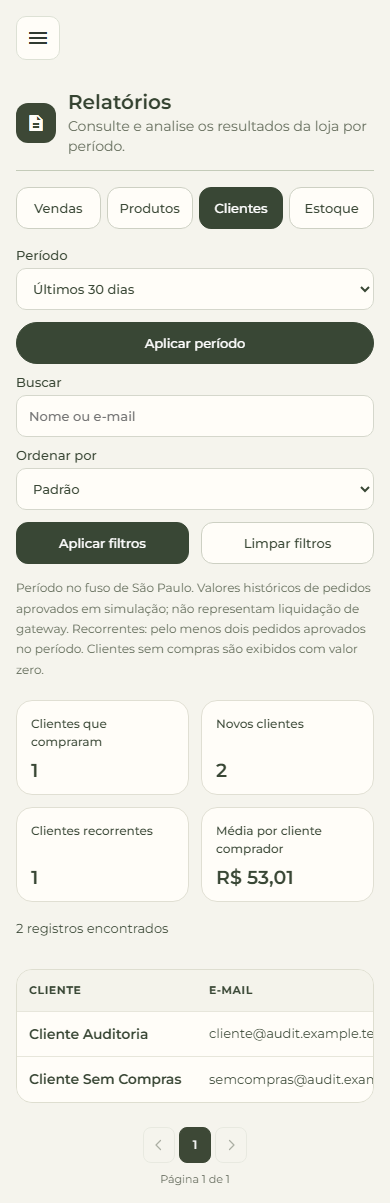 Relatórios
Consulte e analise os resultados da loja por
período.
Vendas
Produtos
Clientes
Estoque
Período
Últimos 30 dias
Aplicar período
Buscar
Nome ou e-mail
Ordenar por
Padrão
Aplicar filtros
Limpar filtros
Período no fuso de São Paulo. Valores históricos de pedidos
aprovados em simulação; não representam liquidação de
gateway. Recorrentes: pelo menos dois pedidos aprovados
no período. Clientes sem compras são exibidos com valor
zero.
Clientes que
compraram
1
Novos clientes
2
Clientes recorrentes
1
Média por cliente
comprador
R$ 53,01
2 registros encontrados
CLIENTE E-MAIL
Cliente Auditoria cliente@audit.example.te
Cliente Sem Compras semcompras@audit.exam
1
Página 1 de 1